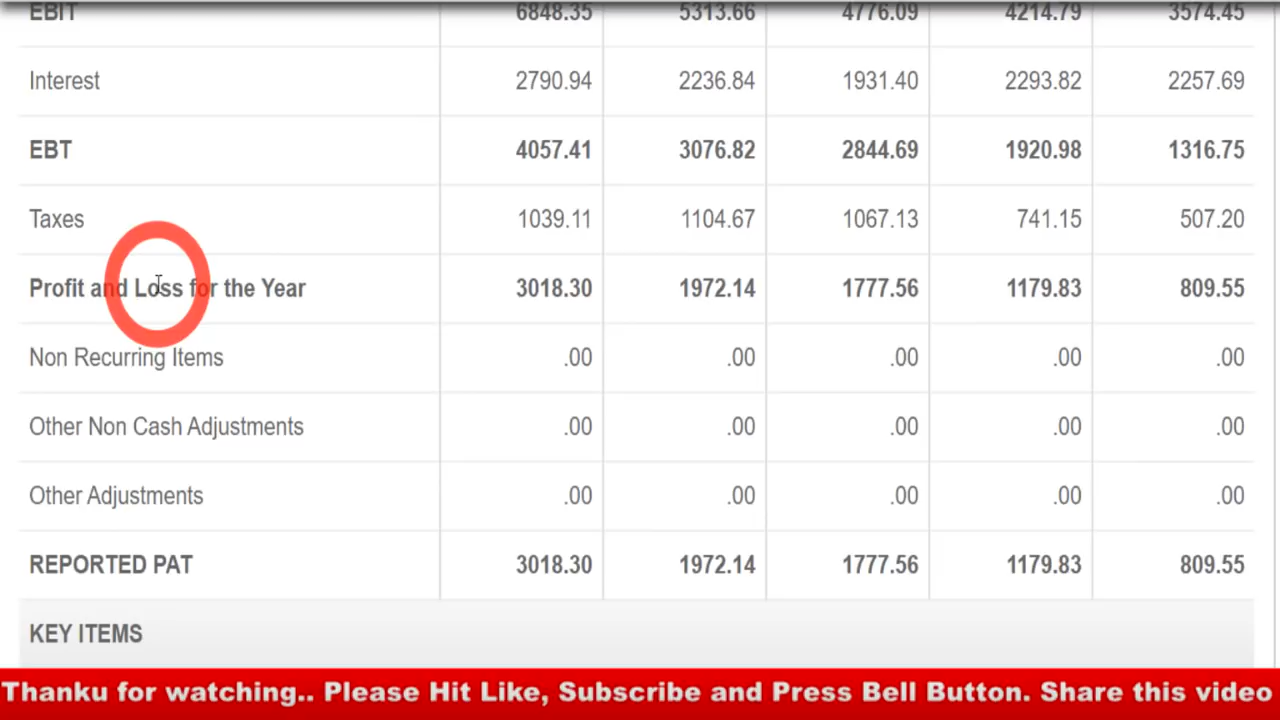 EBIT 6848.35 5313.66 4776.09 4214.79 3574.45
Interest 2790.94 2236.84 1931.40 2293.82 2257.69
EBT 4057.41 3076.82 2844.69 1920.98 1316.75
Taxes 1039.11 1104.67 1067.13 741.15 507.20
Profit and Loss for the Year 3018.30 1972.14 1777.56 1179.83 809.55
Non Recurring Items .00 .00 .00 .00 .00
Other Non Cash Adjustments .00 .00 .00 .00 .00
Other Adjustments .00 .00 .00 .00 .00
REPORTED PAT 3018.30 1972.14 1777.56 1179.83 809.55
KEY ITEMS
Thanku for watching.. Please Hit Like, Subscribe and Press Bell Button. Share this video